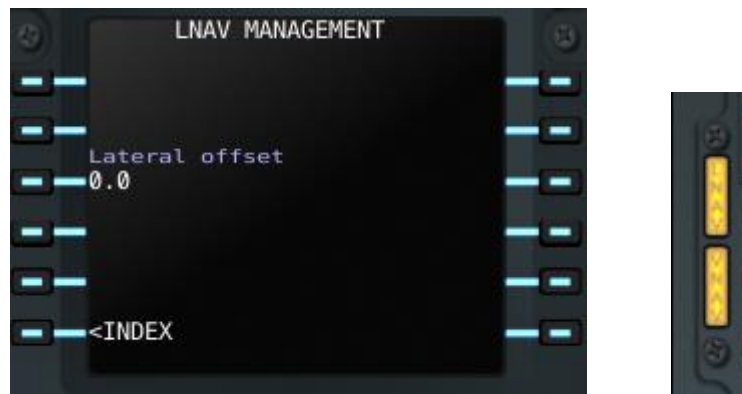 LNAV MANAGEMENT
Lateral offset
0.0
<INDEX
LNAV
VNAV